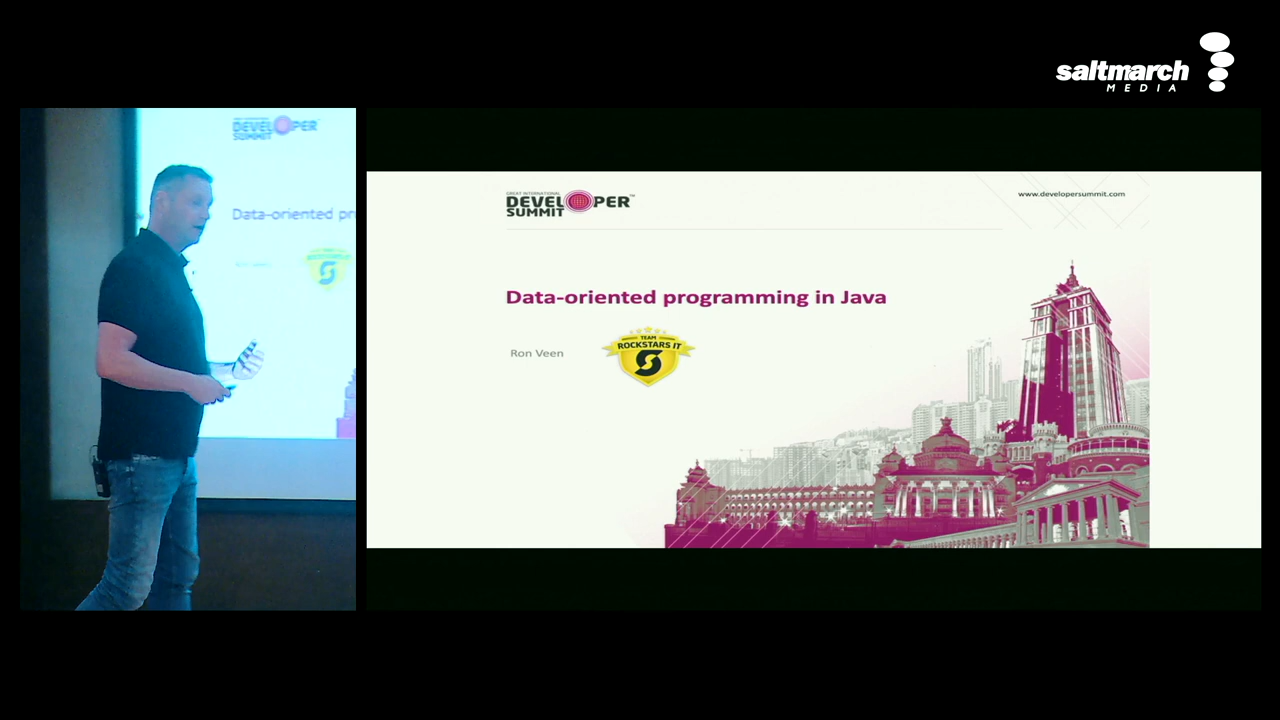 saltmarch
MEDIA
DEVELOPER
SUMMIT
Data-oriented pr
GREAT INTERNATIONAL
DEVELOPER™
SUMMIT
www.developersummit.com
Data-oriented programming in Java
Ron Veen
TEAM
ROCKSTARS IT